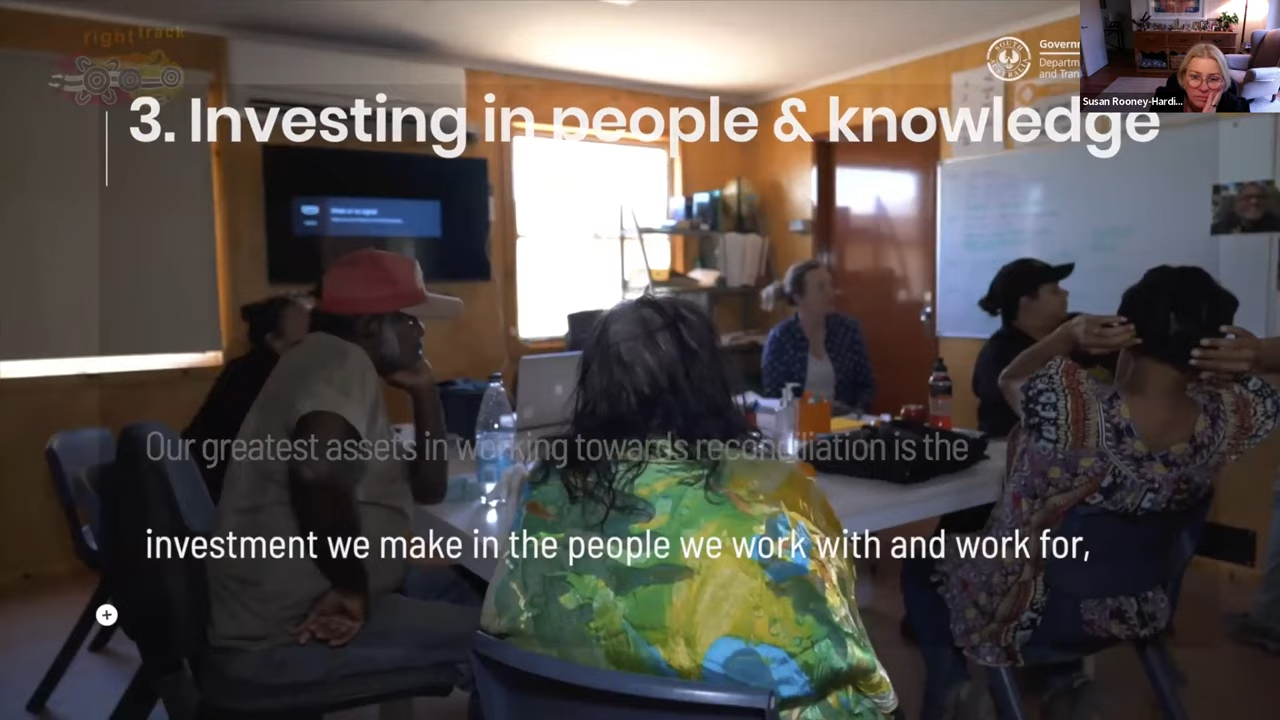 right track
Govern
Departm
and Tran
Susan Rooney-Hardi...
3. Investing in people & knowledge
Our greatest assets in working towards reconciliation is the
investment we make in the people we work with and work for,